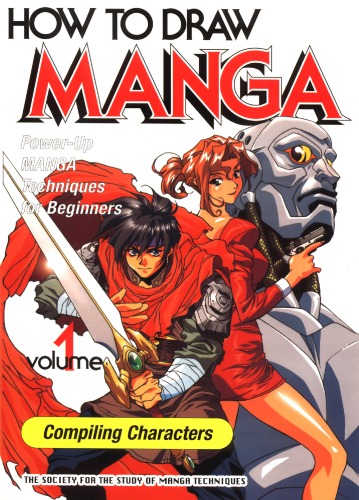 HOW TO DRAW
MANGA
Power-Up
MANGA
Techniques
for Beginners
volume 1
Compiling Characters
THE SOCIETY FOR THE STUDY OF MANGA TECHNIQUES